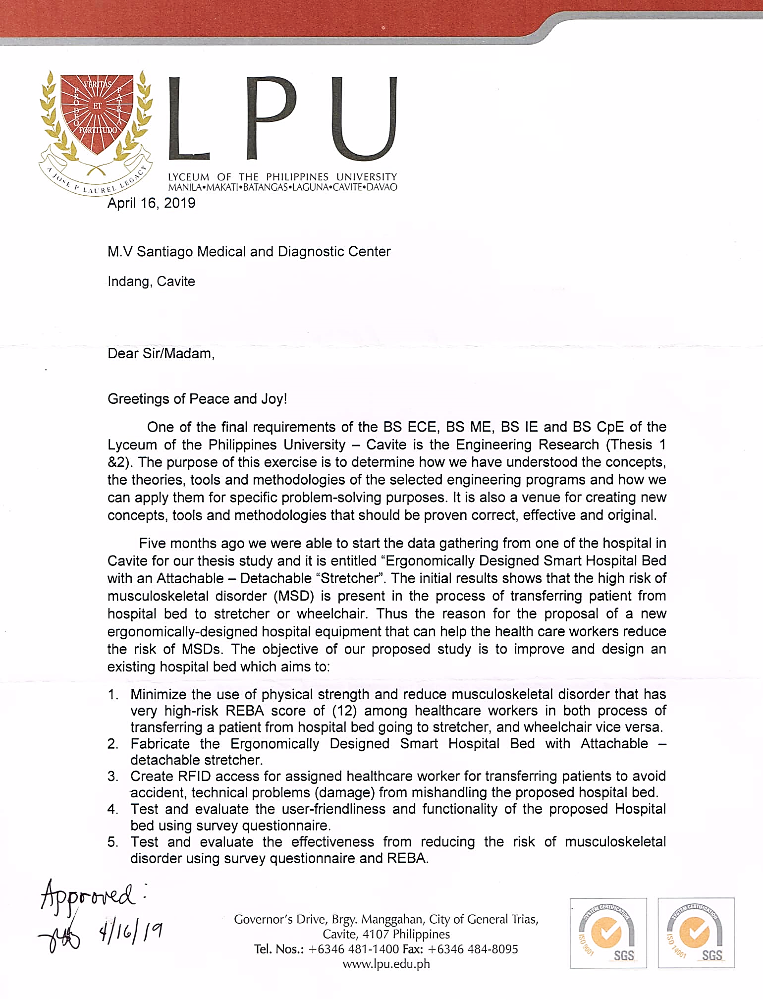 VERITAS
PRO DEO
ET
PATRIA
FORTITUDO
A JOSE P LAUREL LEGACY
LPU
LYCEUM OF THE PHILIPPINES UNIVERSITY
MANILA•MAKATI•BATANGAS•LAGUNA•CAVITE•DAVAO
April 16, 2019
M.V Santiago Medical and Diagnostic Center
Indang, Cavite
Dear Sir/Madam,
Greetings of Peace and Joy!
One of the final requirements of the BS ECE, BS ME, BS IE and BS CpE of the
Lyceum of the Philippines University – Cavite is the Engineering Research (Thesis 1
&2). The purpose of this exercise is to determine how we have understood the concepts,
the theories, tools and methodologies of the selected engineering programs and how we
can apply them for specific problem-solving purposes. It is also a venue for creating new
concepts, tools and methodologies that should be proven correct, effective and original.
Five months ago we were able to start the data gathering from one of the hospital in
Cavite for our thesis study and it is entitled “Ergonomically Designed Smart Hospital Bed
with an Attachable – Detachable “Stretcher”. The initial results shows that the high risk of
musculoskeletal disorder (MSD) is present in the process of transferring patient from
hospital bed to stretcher or wheelchair. Thus the reason for the proposal of a new
ergonomically-designed hospital equipment that can help the health care workers reduce
the risk of MSDs. The objective of our proposed study is to improve and design an
existing hospital bed which aims to:
1. Minimize the use of physical strength and reduce musculoskeletal disorder that has
very high-risk REBA score of (12) among healthcare workers in both process of
transferring a patient from hospital bed going to stretcher, and wheelchair vice versa.
2. Fabricate the Ergonomically Designed Smart Hospital Bed with Attachable –
detachable stretcher.
3. Create RFID access for assigned healthcare worker for transferring patients to avoid
accident, technical problems (damage) from mishandling the proposed hospital bed.
4. Test and evaluate the user-friendliness and functionality of the proposed Hospital
bed using survey questionnaire.
5. Test and evaluate the effectiveness from reducing the risk of musculoskeletal
disorder using survey questionnaire and REBA.
Approved:
4/16/19
Governor's Drive, Brgy. Manggahan, City of General Trias,
Cavite, 4107 Philippines
Tel. Nos.: +6346 481-1400 Fax: +6346 484-8095
www.lpu.edu.ph
SYSTEM CERTIFICATION
ISO 9001
SGS
SYSTEM CERTIFICATION
ISO 14001
SGS